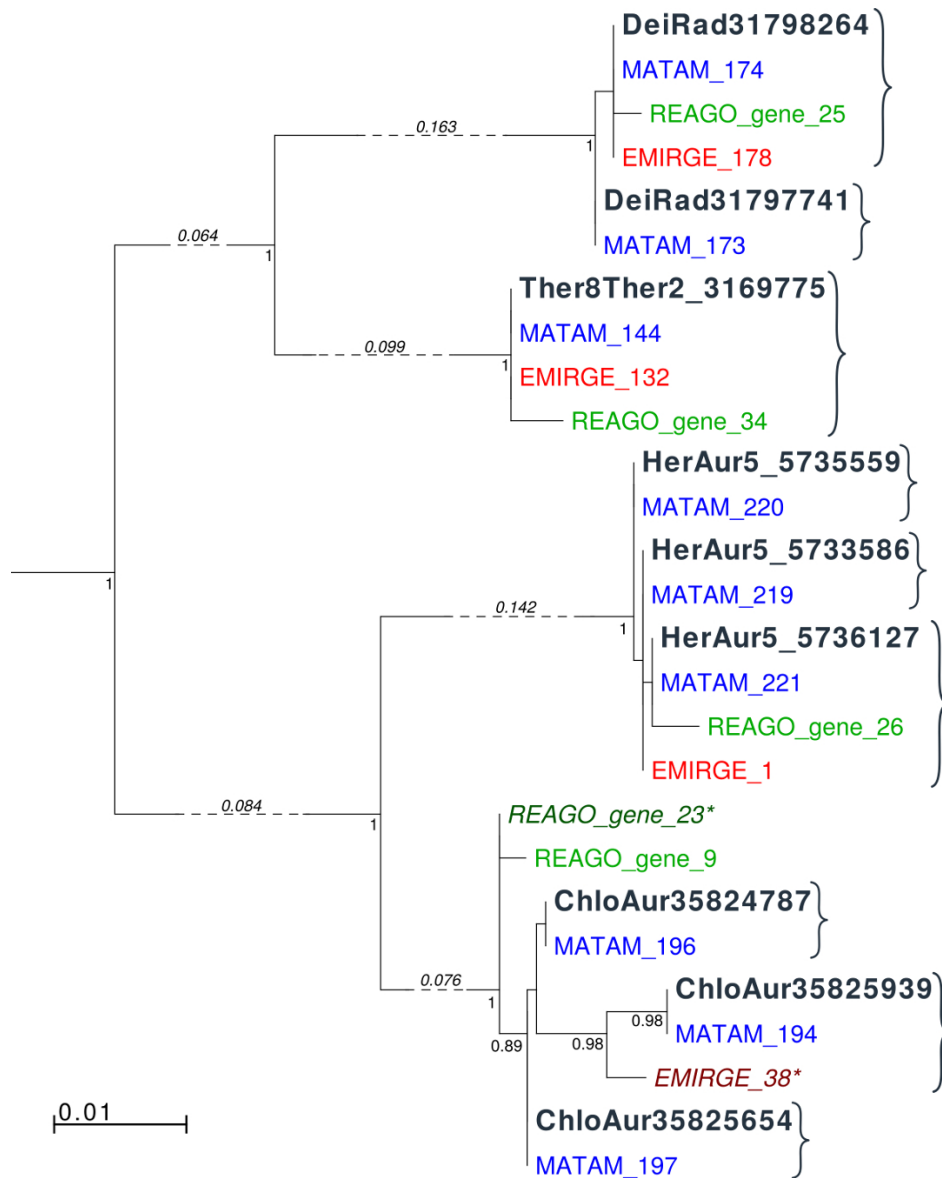 DeiRad31798264
MATAM_174
REAGO_gene_25
0.163
1
EMIRGE_178
DeiRad31797741
0.064
1
MATAM_173
Ther8Ther2_3169775
MATAM_144
0.099
1
EMIRGE_132
REAGO_gene_34
HerAur5_5735559
MATAM_220
HerAur5_5733586
1
MATAM_219
0.142
1
HerAur5_5736127
MATAM_221
REAGO_gene_26
EMIRGE_1
0.084
1
REAGO_gene_23*
REAGO_gene_9
ChloAur35824787
MATAM_196
0.076
1
ChloAur35825939
0.98
MATAM_194
0.89
0.98
EMIRGE_38*
0.01
ChloAur35825654
MATAM_197